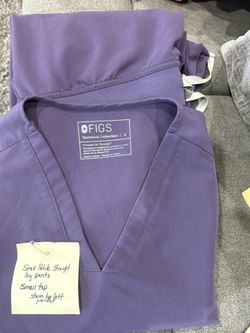 FIGS
Technical Collection | S
Small Petite Straight
leg pants
Small top
stain by left
pocket